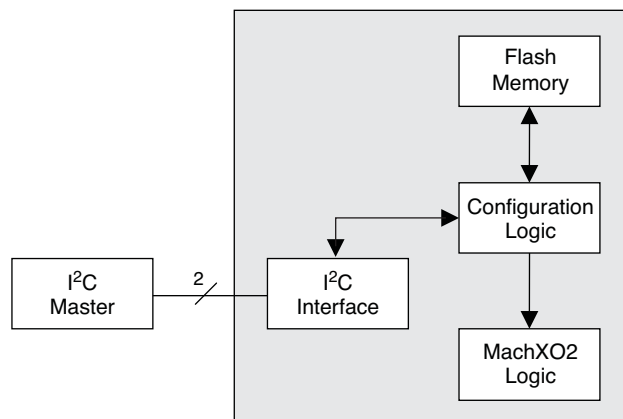 Flash
Memory
Configuration
Logic
2
I²C
Master
I²C
Interface
MachXO2
Logic